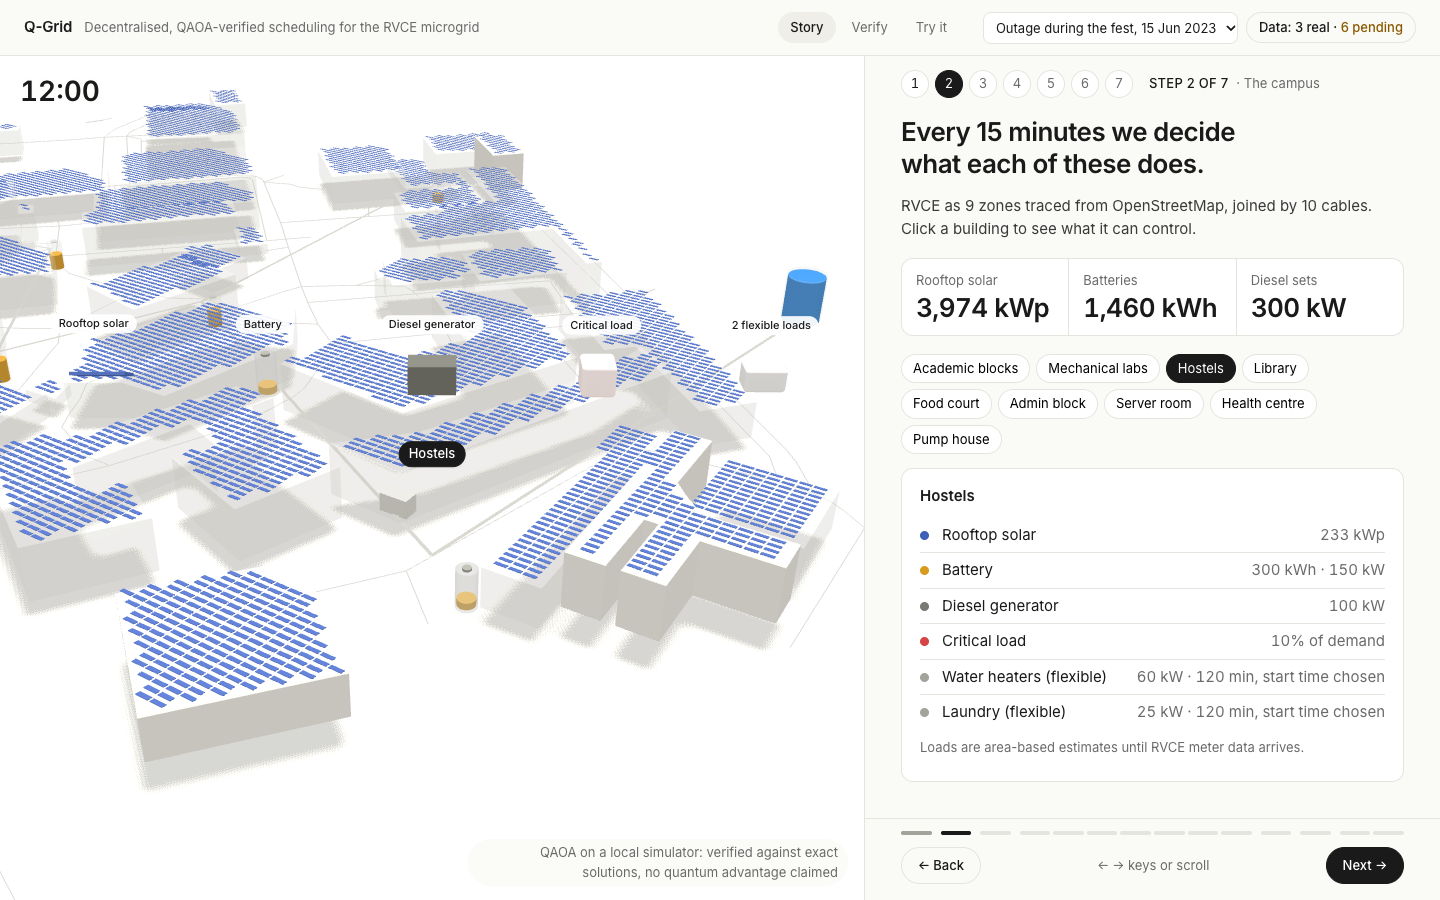 Q-Grid Decentralised, QAOA-verified scheduling for the RVCE microgrid
Story Verify Try it
Outage during the fest, 15 Jun 2023
Data: 3 real · 6 pending
12:00
Rooftop solar
Battery
Diesel generator
Critical load
2 flexible loads
Hostels
QAOA on a local simulator: verified against exact
solutions, no quantum advantage claimed
1 2 3 4 5 6 7 STEP 2 OF 7 · The campus
Every 15 minutes we decide
what each of these does.
RVCE as 9 zones traced from OpenStreetMap, joined by 10 cables.
Click a building to see what it can control.
Rooftop solar
3,974 kWp
Batteries
1,460 kWh
Diesel sets
300 kW
Academic blocks Mechanical labs Hostels Library
Food court Admin block Server room Health centre
Pump house
Hostels
Rooftop solar 233 kWp
Battery 300 kWh · 150 kW
Diesel generator 100 kW
Critical load 10% of demand
Water heaters (flexible) 60 kW · 120 min, start time chosen
Laundry (flexible) 25 kW · 120 min, start time chosen
Loads are area-based estimates until RVCE meter data arrives.
← Back ← → keys or scroll Next →